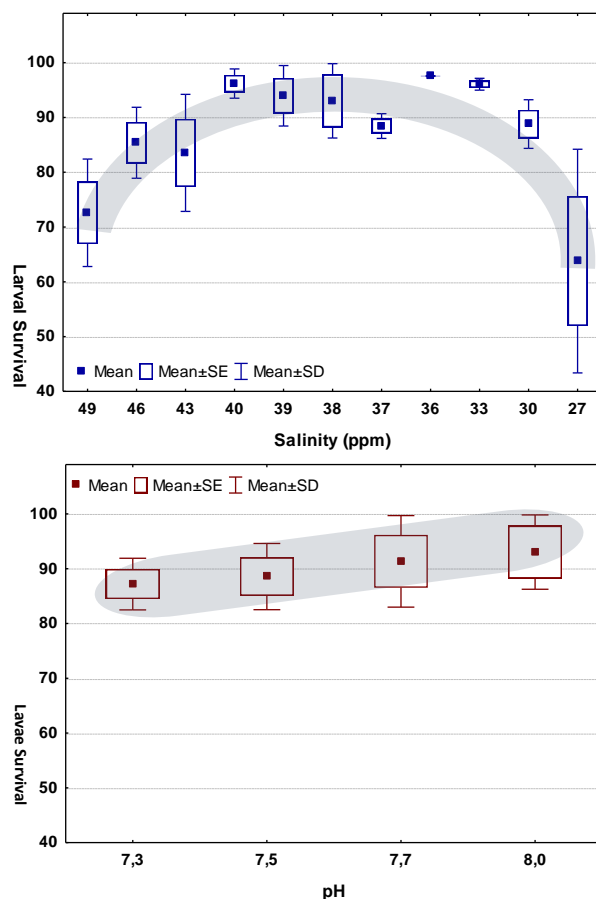 100
90
80
70
60
50
40
Larval Survival
Mean Mean±SE Mean±SD
49 46 43 40 39 38 37 36 33 30 27
Salinity (ppm)
Mean Mean±SE Mean±SD
100
90
80
70
60
50
40
Lavae Survival
7,3 7,5 7,7 8,0
pH